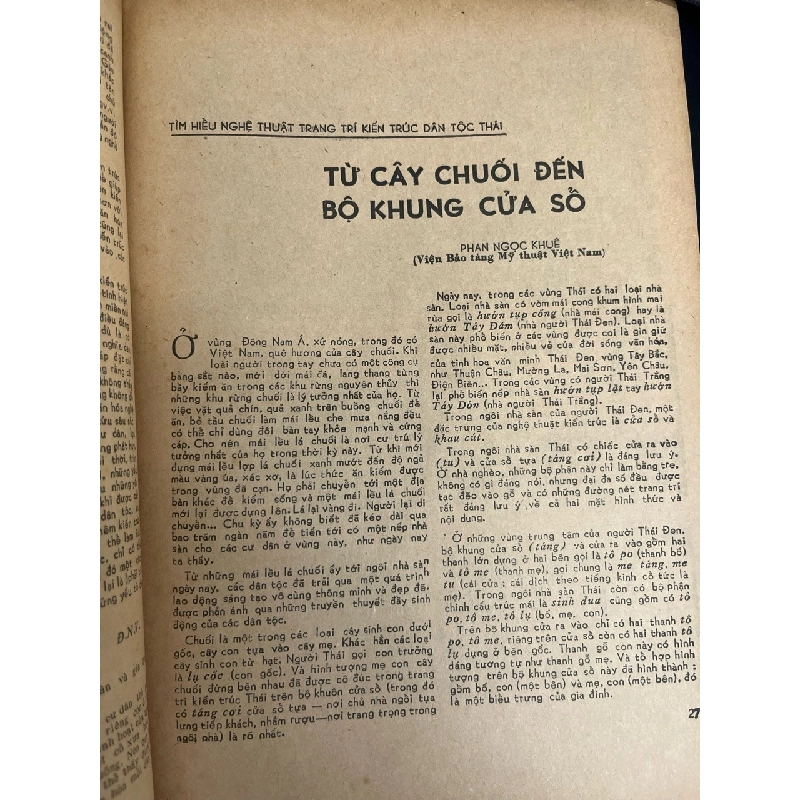 TÌM HIỂU NGHỆ THUẬT TRANG TRÍ KIẾN TRÚC DÂN TỘC THÁI
TỪ CÂY CHUỐI ĐẾN
BỘ KHUNG CỬA SỔ
PHAN NGỌC KHUÊ
(Viện Bảo tàng Mỹ thuật Việt Nam)
Ở vùng Đông Nam Á, xứ nóng, trong đó có
Việt Nam, quê hương của cây chuối. Khi
loài người trong tay chưa có một công cụ
bằng sắt nào, mới dời mái đá, lang thang từng
bầy kiếm ăn trong các khu rừng nguyên thủy thì
những khu rừng chuối là lý tưởng nhất của họ. Từ
việc vặt quả chín, quả xanh trên buồng chuối để
ăn, bẻ tầu chuối làm mái lều che mưa nắng đều
có thể chỉ dùng đôi bàn tay khỏe mạnh và cứng
cáp. Cho nên mái lều lá chuối là nơi cư trú lý
tưởng nhất của họ trong thời kỳ này. Từ khi mới
dựng mái lều lợp lá chuối xanh mướt đến độ ngả
màu vàng úa, xác xơ, là lúc thức ăn kiếm được
trong vùng đã cạn. Họ phải chuyển tới một địa
bàn khác để kiếm sống và một mái lều lá chuối
mới lại được dựng lên. Lá lại vàng đi. Người lại di
chuyển... Chu kỳ ấy không biết đã kéo dài qua
bao trăm ngàn năm để tiến tới có một nếp nhà
sàn cho các cư dân ở vùng này, như ngày nay
ta thấy.
Từ những mái lều lá chuối ấy tới ngôi nhà sàn
ngày nay, các dân tộc đã trải qua một quá trình
lao động sáng tạo vô cùng thông minh và đẹp đã
được phản ánh qua những truyền thuyết đầy sinh
động của các dân tộc.
Chuối là một trong các loại cây sinh con dưới
gốc, cây con tựa vào cây mẹ. Khác hẳn các loại
cây sinh con từ hạt. Người Thái gọi con trưởng
là lụ cốc (con gốc). Và hình tượng mẹ con cây
chuối đứng bên nhau đã được cô đúc trong trang
trí kiến trúc Thái trên bộ khuôn cửa sổ (trong đó
có táng coi cửa sổ tựa — nơi chủ nhà ngồi tựa
lưng tiếp khách, nhắm rượu—nơi trang trọng trong
ngôi nhà) là rõ nhất.
Ngày nay, trong các vùng Thái có hai loại nhà
sàn. Loại nhà sàn có vòm mái cong khum hình mai
rùa gọi là hườn tụp cống (nhà mái cong) hay là
hườn Táy Đăm (nhà người Thái Đen). Loại nhà
sàn này phổ biến ở các vùng được coi là gìn giữ
được nhiều mặt, nhiều vẻ của đời sống văn hóa,
của tinh hoa văn minh Thái Đen, vùng Tây Bắc,
như Thuận Châu, Mường La, Mai Sơn, Yên Châu,
Điện Biên... Trong các vùng có người Thái Trắng
lại phổ biến nếp nhà sàn hườn tụp lặt tay hườn
Táy Đón (nhà người Thái Trắng).
Trong ngôi nhà sàn của người Thái Đen, một
đặc trưng của nghệ thuật kiến trúc là cửa sổ và
khau cút.
Trong ngôi nhà sàn Thái có chiếc cửa ra vào
(tu) và cửa sổ tựa (táng coi) là đáng lưu ý.
Ở nhà nghèo, những bộ phận này chỉ làm bằng tre,
không có gì đáng nói, nhưng đại đa số đều được
tạc đẽo vào gỗ và có những đường nét trang trí
rất đáng lưu ý về cả hai mặt hình thức và
nội dung.
Ở những vùng trung tâm của người Thái Đen,
bộ khung cửa sổ (táng) và cửa ra vào gồm hai
thanh lớn dựng ở hai bên gọi là tô po (thanh bố)
và tô me (thanh mẹ), gọi chung là me táng, me
tu (cái cửa: cái dịch theo tiếng kinh cổ tức là
mẹ). Trong ngôi nhà sàn Thái, còn có bộ phận
chính cấu trúc mái là sinh đua cũng gồm có tô
po, tô me, tô lụ (bố, mẹ, con).
Trên bộ khung cửa ra vào, chỉ có hai thanh tô
po, tô me, riêng trên cửa sổ còn có hai thanh tô
lụ dựng ở bên gốc. Thanh gỗ con này có hình
dáng tương tự như thanh gỗ mẹ. Và tổ hợp hình
tượng trên bộ khung cửa sổ này đã hình thành:
gồm bố, con (một bên) và mẹ, con (một bên), đó
là một biểu trưng của gia đình.
27
Đ.N.T.